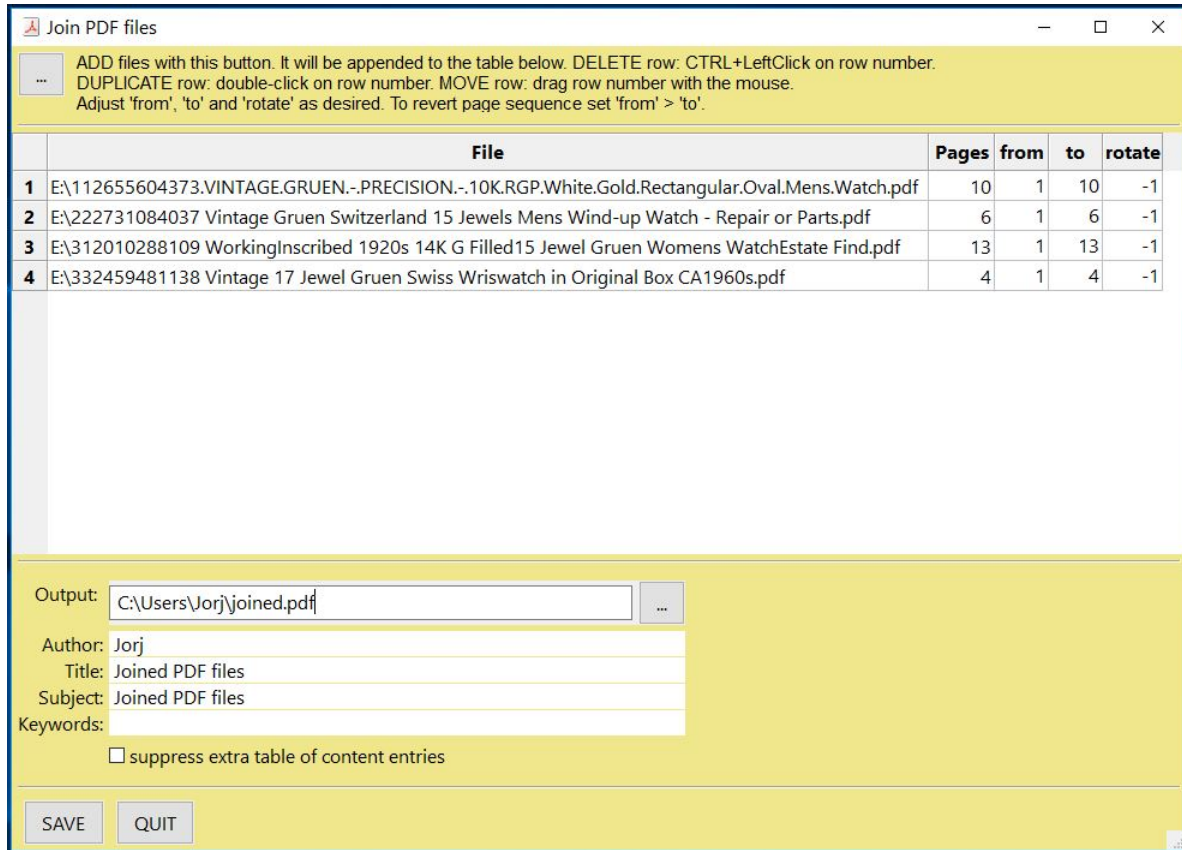 Join PDF files
... ADD files with this button. It will be appended to the table below. DELETE row: CTRL+LeftClick on row number.
DUPLICATE row: double-click on row number. MOVE row: drag row number with the mouse.
Adjust 'from', 'to' and 'rotate' as desired. To revert page sequence set 'from' > 'to'.
File Pages from to rotate
1 E:\112655604373.VINTAGE.GRUEN.-.PRECISION.-.10K.RGP.White.Gold.Rectangular.Oval.Mens.Watch.pdf 10 1 10 -1
2 E:\222731084037 Vintage Gruen Switzerland 15 Jewels Mens Wind-up Watch - Repair or Parts.pdf 6 1 6 -1
3 E:\312010288109 WorkingInscribed 1920s 14K G Filled15 Jewel Gruen Womens WatchEstate Find.pdf 13 1 13 -1
4 E:\332459481138 Vintage 17 Jewel Gruen Swiss Wriswatch in Original Box CA1960s.pdf 4 1 4 -1
Output: C:\Users\Jorj\joined.pdf ...
Author: Jorj
Title: Joined PDF files
Subject: Joined PDF files
Keywords:
suppress extra table of content entries
SAVE QUIT